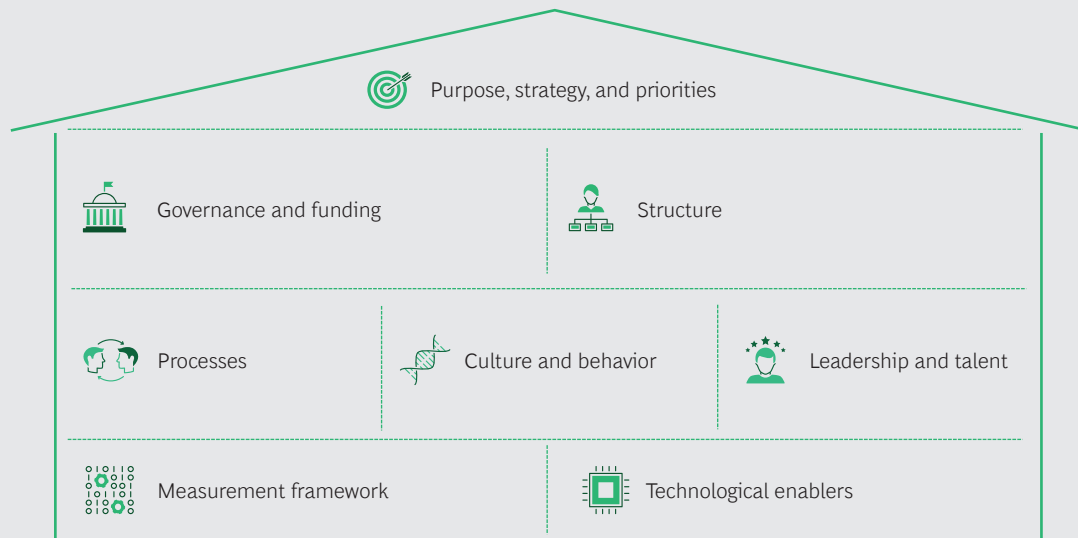 Purpose, strategy, and priorities
Governance and funding
Structure
Processes
Culture and behavior
Leadership and talent
Measurement framework
Technological enablers